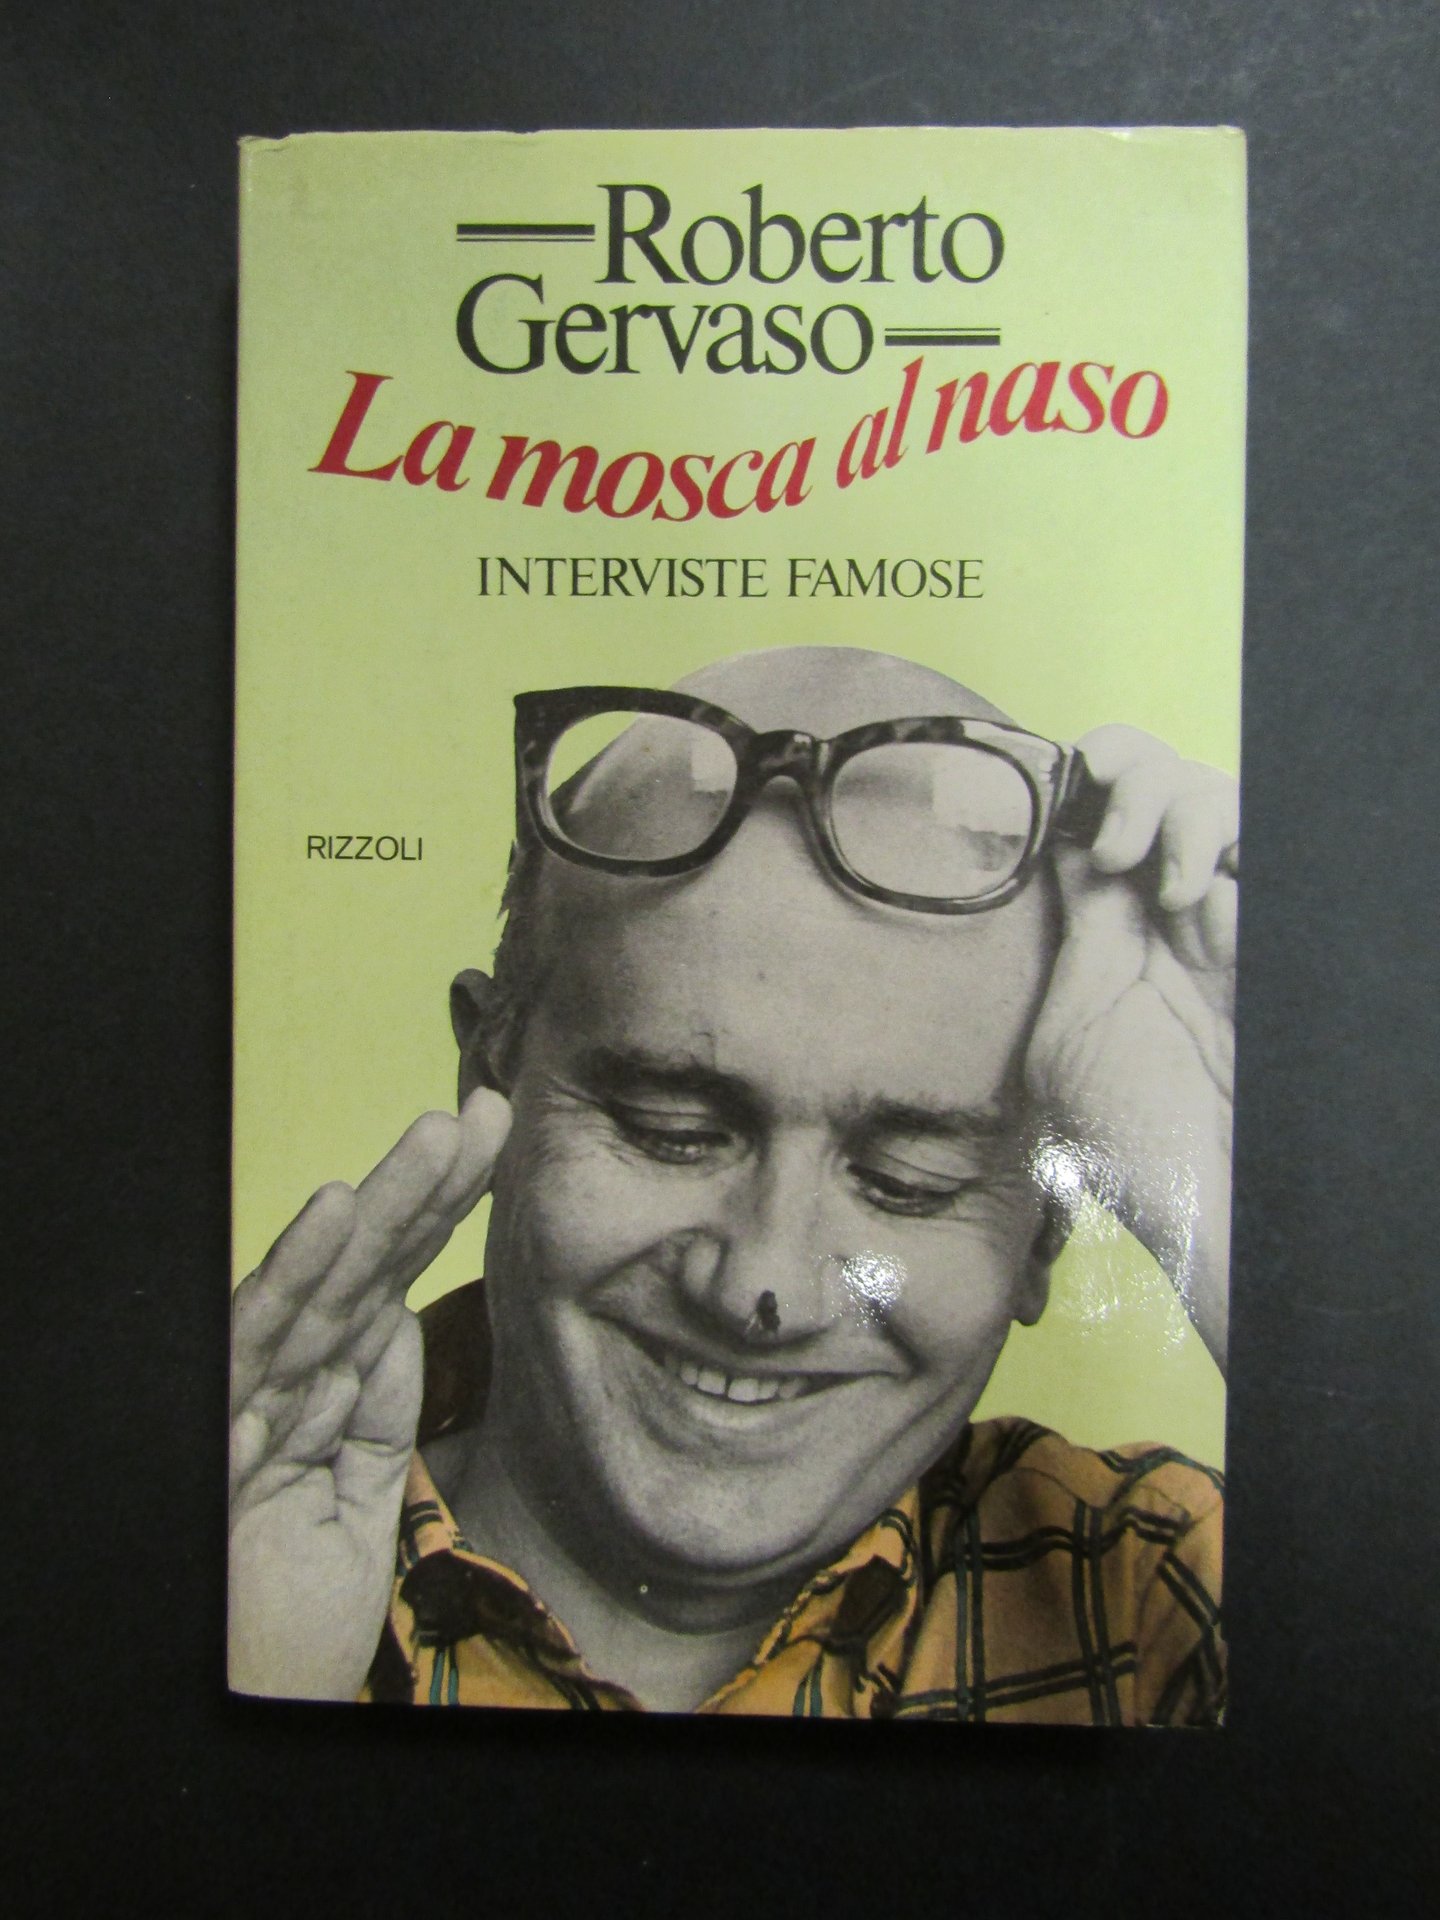 Roberto
Gervaso
La mosca al naso
INTERVISTE FAMOSE
RIZZOLI